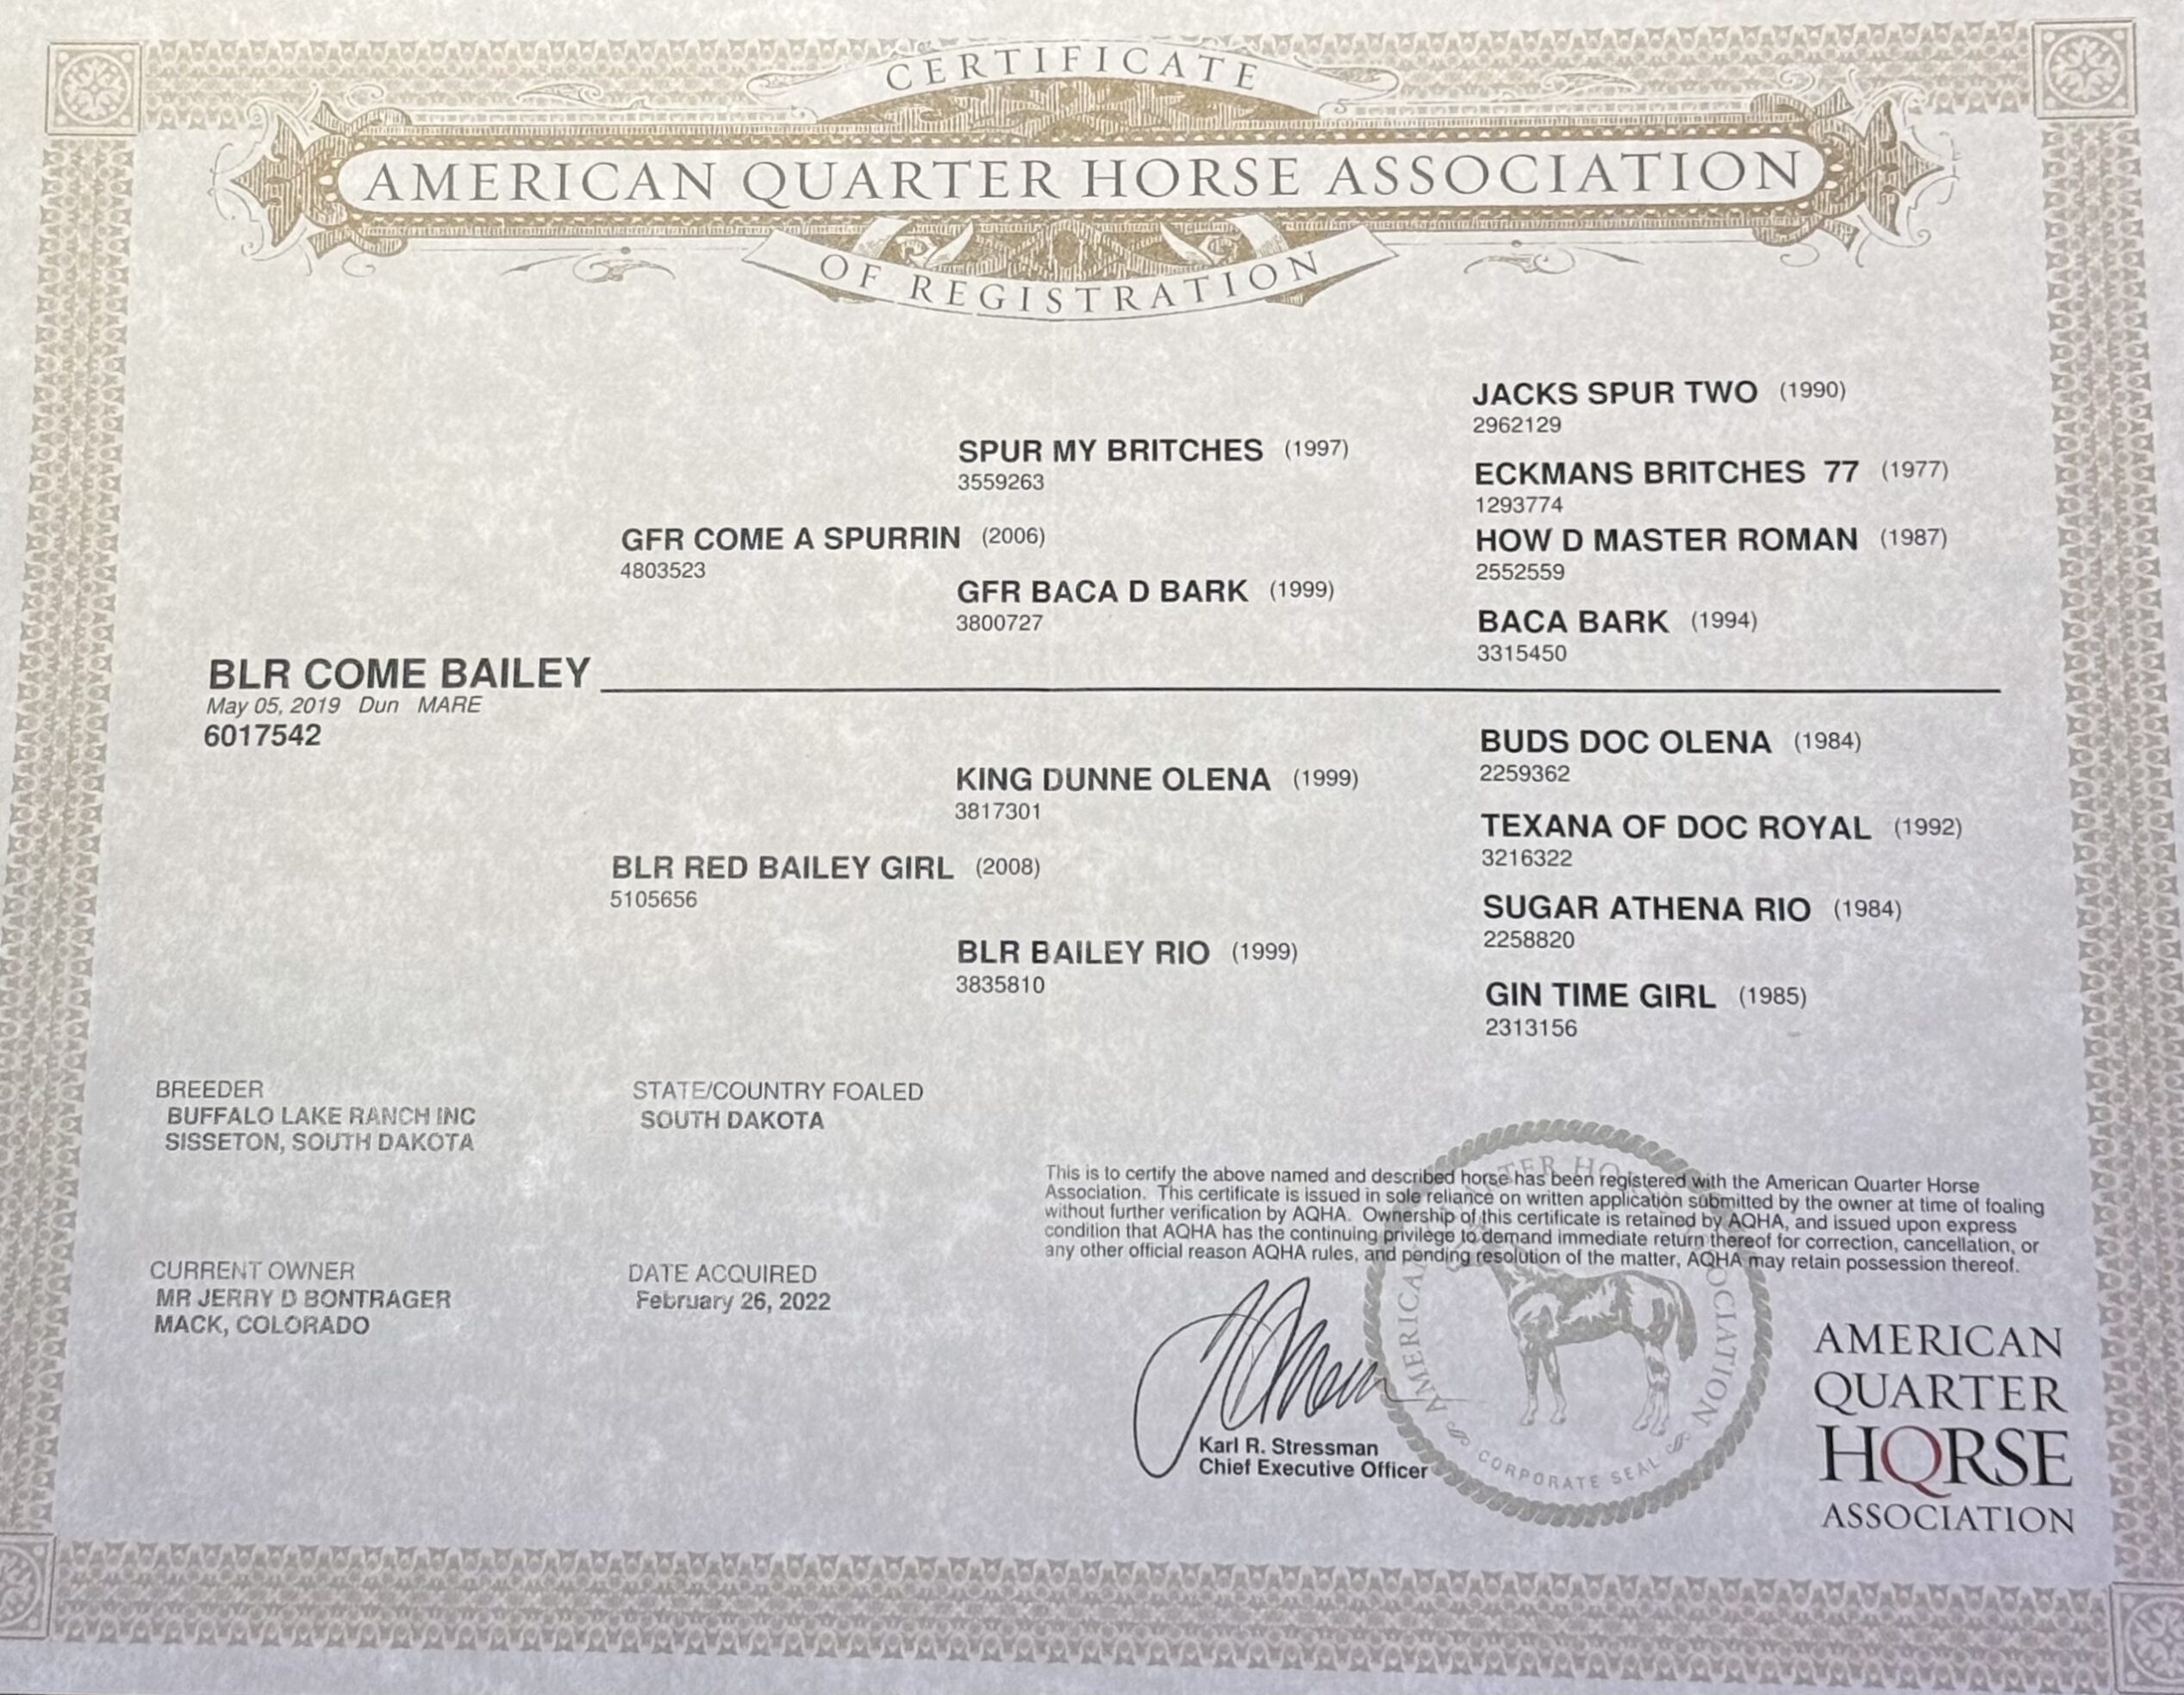 CERTIFICATE
AMERICAN QUARTER HORSE ASSOCIATION
OF REGISTRATION
JACKS SPUR TWO (1990)
2962129
SPUR MY BRITCHES (1997)
3559263
ECKMANS BRITCHES 77 (1977)
1293774
GFR COME A SPURRIN (2006)
4803523
HOW D MASTER ROMAN (1987)
2552559
GFR BACA D BARK (1999)
3800727
BACA BARK (1994)
3315450
BLR COME BAILEY
May 05, 2019 Dun MARE
6017542
BUDS DOC OLENA (1984)
2259362
KING DUNNE OLENA (1999)
3817301
TEXANA OF DOC ROYAL (1992)
3216322
BLR RED BAILEY GIRL (2008)
5105656
SUGAR ATHENA RIO (1984)
2258820
BLR BAILEY RIO (1999)
3835810
GIN TIME GIRL (1985)
2313156
BREEDER
BUFFALO LAKE RANCH INC
SISSETON, SOUTH DAKOTA
STATE/COUNTRY FOALED
SOUTH DAKOTA
This is to certify the above named and described horse has been registered with the American Quarter Horse
Association. This certificate is issued in sole reliance on written application submitted by the owner at time of foaling
without further verification by AQHA. Ownership of this certificate is retained by AQHA, and issued upon express
condition that AQHA has the continuing privilege to demand immediate return thereof for correction, cancellation, or
any other official reason AQHA rules, and pending resolution of the matter, AQHA may retain possession thereof.
CURRENT OWNER
MR JERRY D BONTRAGER
MACK, COLORADO
DATE ACQUIRED
February 26, 2022
Karl R. Stressman
Chief Executive Officer
CORPORATE SEAL
AMERICAN
QUARTER
HORSE
ASSOCIATION